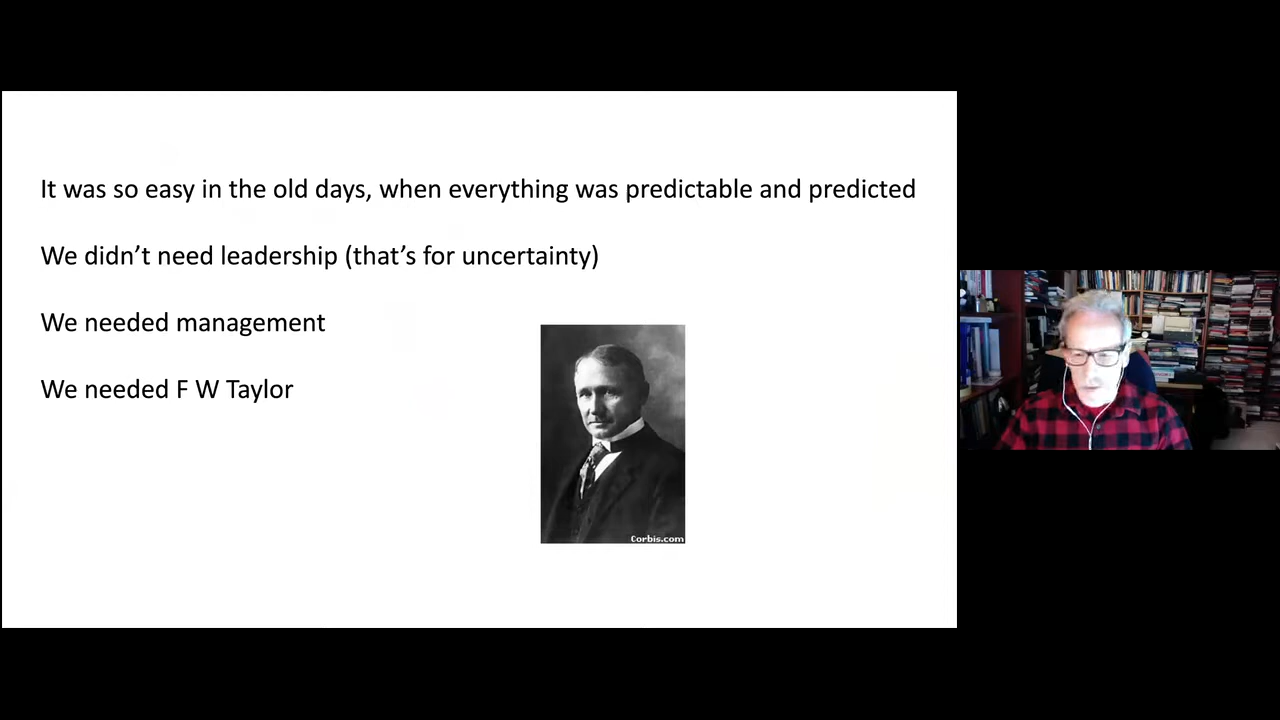 It was so easy in the old days, when everything was predictable and predicted
We didn’t need leadership (that’s for uncertainty)
We needed management
We needed F W Taylor
Corbis.com